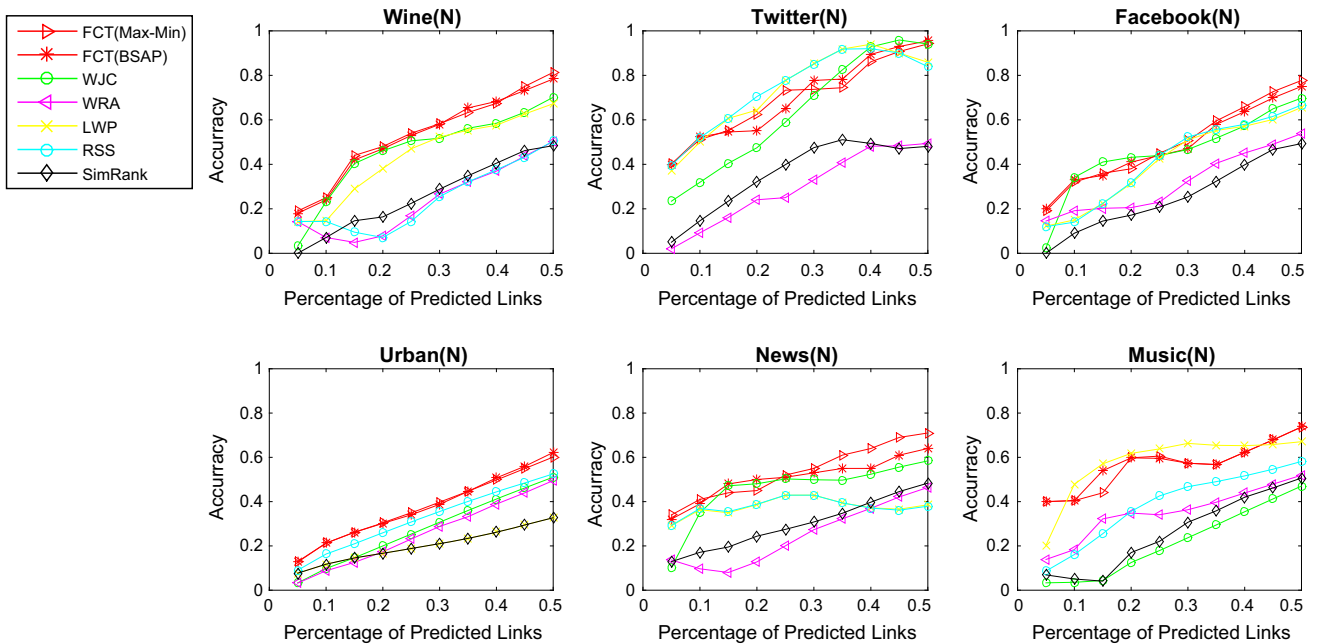 FCT(Max-Min)
FCT(BSAP)
WJC
WRA
LWP
RSS
SimRank
Wine(N)
1
0.8
0.6
0.4
0.2
0
Accurracy
0 0.1 0.2 0.3 0.4 0.5
Percentage of Predicted Links
Twitter(N)
1
0.8
0.6
0.4
0.2
0
Accurracy
0 0.1 0.2 0.3 0.4 0.5
Percentage of Predicted Links
Facebook(N)
1
0.8
0.6
0.4
0.2
0
Accurracy
0 0.1 0.2 0.3 0.4 0.5
Percentage of Predicted Links
Urban(N)
1
0.8
0.6
0.4
0.2
0
Accurracy
0 0.1 0.2 0.3 0.4 0.5
Percentage of Predicted Links
News(N)
1
0.8
0.6
0.4
0.2
0
Accurracy
0 0.1 0.2 0.3 0.4 0.5
Percentage of Predicted Links
Music(N)
1
0.8
0.6
0.4
0.2
0
Accurracy
0 0.1 0.2 0.3 0.4 0.5
Percentage of Predicted Links